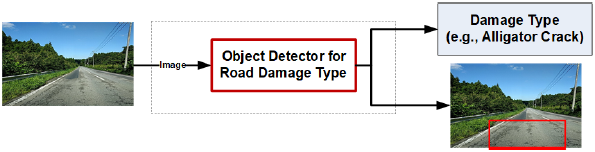 Image
Object Detector for
Road Damage Type
Damage Type
(e.g., Alligator Crack)